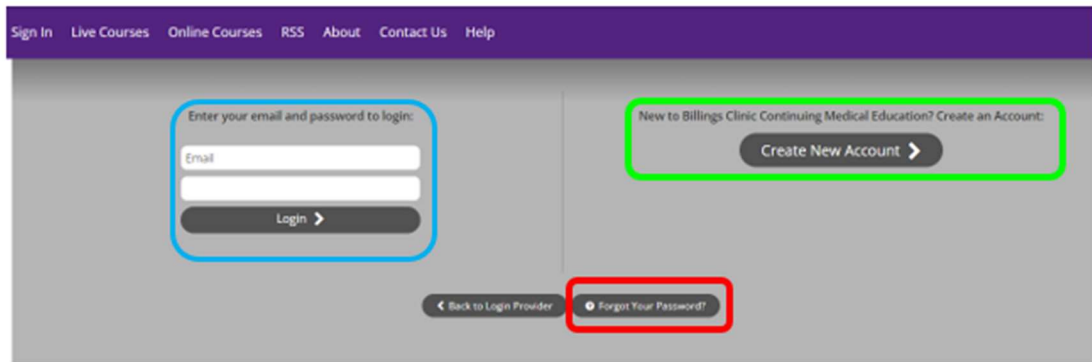 Sign In Live Courses Online Courses RSS About Contact Us Help
Enter your email and password to login:
Email
Login
New to Billings Clinic Continuing Medical Education? Create an Account:
Create New Account
Back to Login Provider
Forgot Your Password?